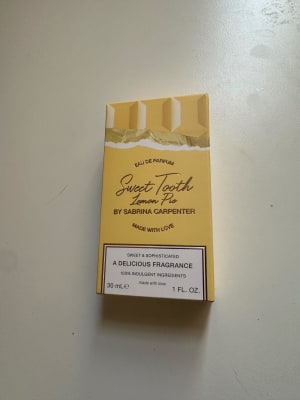 EAU DE PARFUM
Sweet Tooth
Lemon Pie
BY SABRINA CARPENTER
MADE WITH LOVE
SWEET & SOPHISTICATED
A DELICIOUS FRAGRANCE
100% INDULGENT INGREDIENTS
made with love
30 mL℮ 1 FL. OZ.